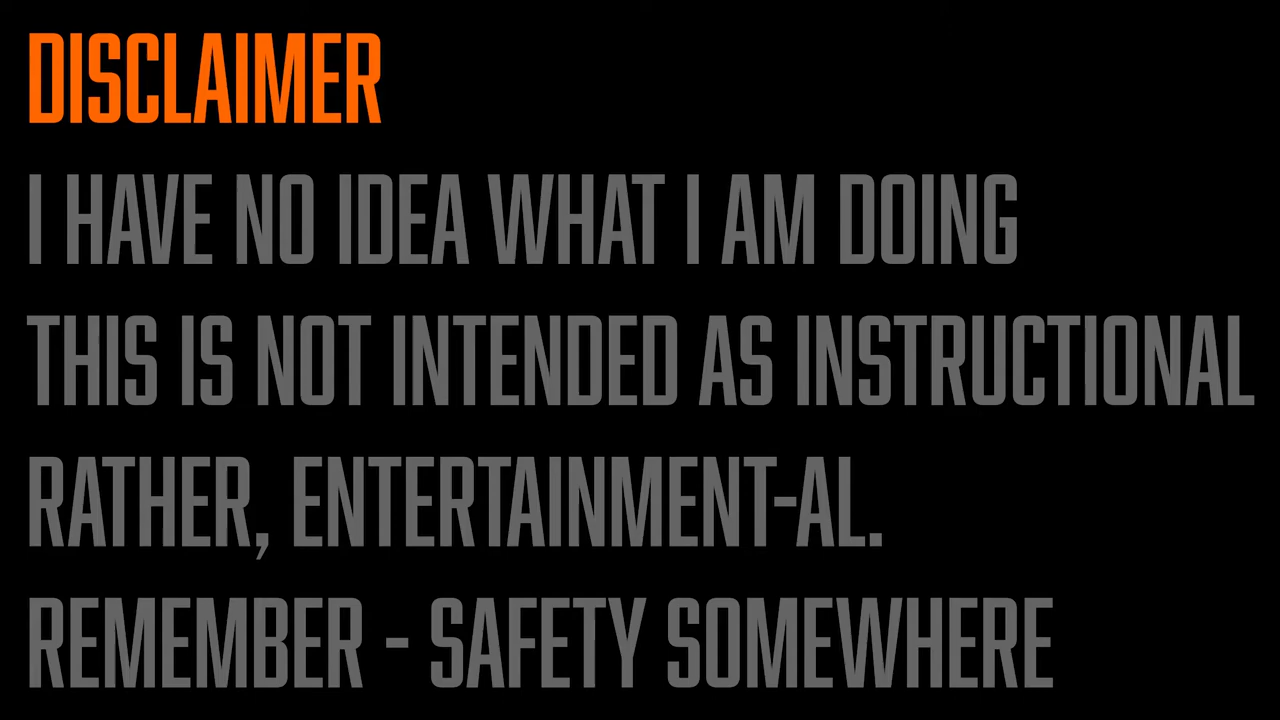 DISCLAIMER
I HAVE NO IDEA WHAT I AM DOING
THIS IS NOT INTENDED AS INSTRUCTIONAL
RATHER, ENTERTAINMENT-AL.
REMEMBER - SAFETY SOMEWHERE